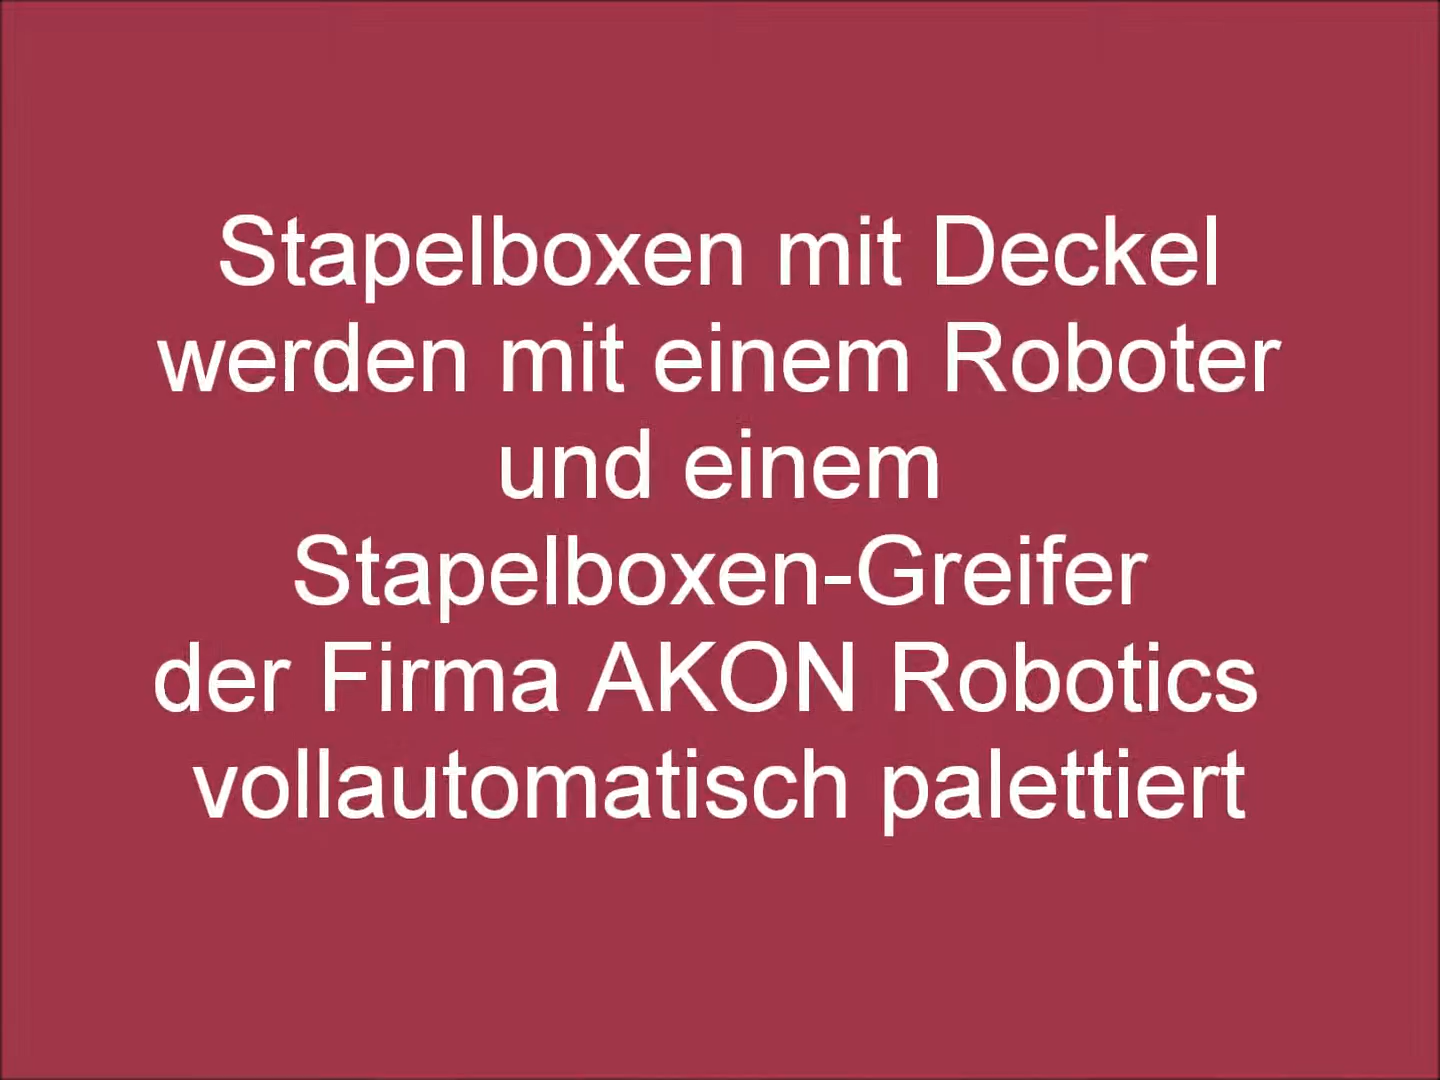 Stapelboxen mit Deckel
werden mit einem Roboter
und einem
Stapelboxen-Greifer
der Firma AKON Robotics
vollautomatisch palettiert